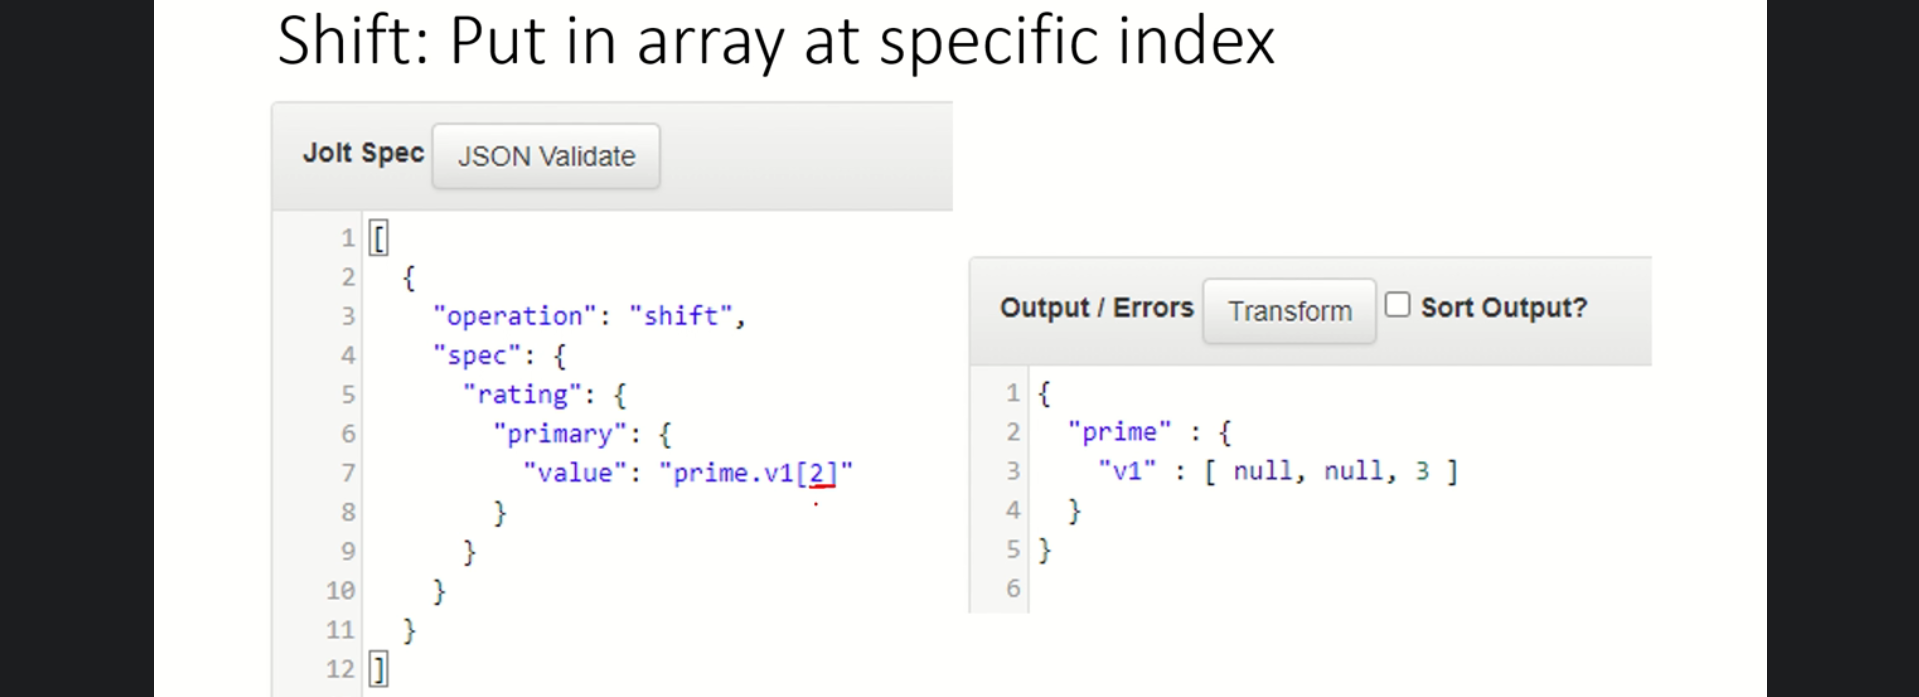 Shift: Put in array at specific index
Jolt Spec JSON Validate
1 [
2 {
3 "operation": "shift",
4 "spec": {
5 "rating": {
6 "primary": {
7 "value": "prime.v1[2]"
8 }
9 }
10 }
11 }
12 ]
Output / Errors Transform Sort Output?
1 {
2 "prime" : {
3 "v1" : [ null, null, 3 ]
4 }
5 }
6